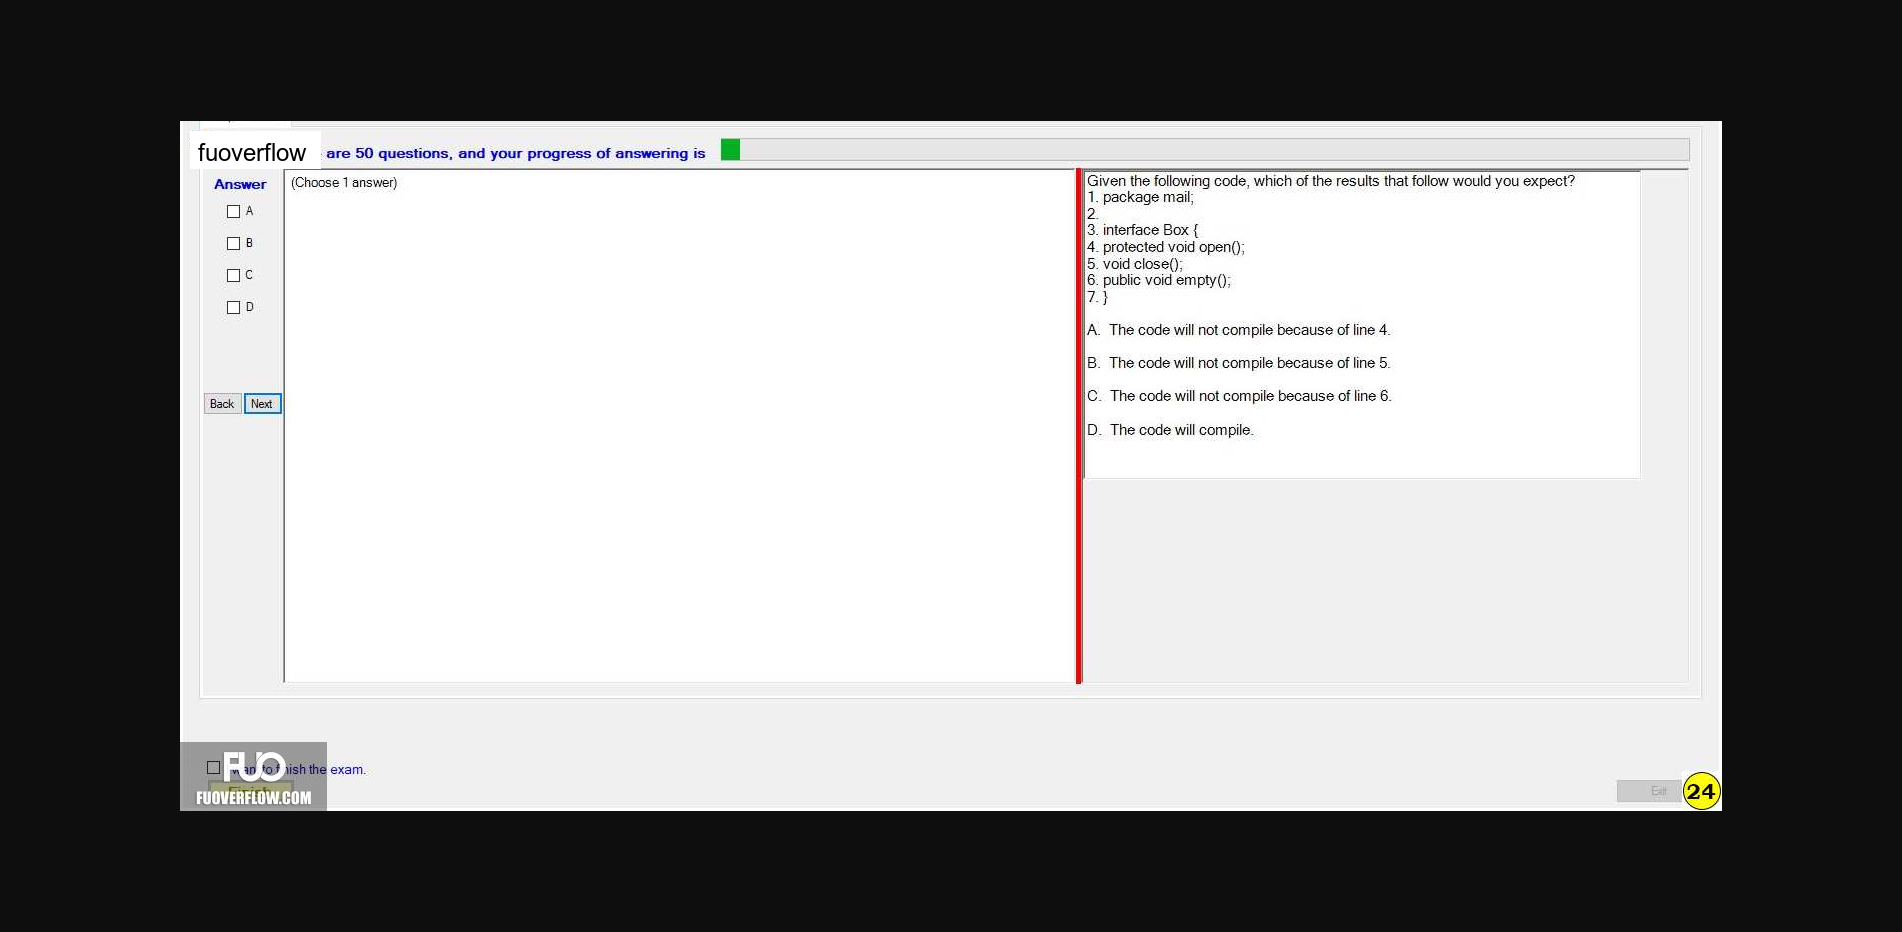 fuoverflow are 50 questions, and your progress of answering is
Answer
(Choose 1 answer)
A
B
C
D
Back Next
Given the following code, which of the results that follow would you expect?
1. package mail;
2.
3. interface Box {
4. protected void open();
5. void close();
6. public void empty();
7. }
A. The code will not compile because of line 4.
B. The code will not compile because of line 5.
C. The code will not compile because of line 6.
D. The code will compile.
FUO
want to finish the exam.
Finish
FUOVERFLOW.COM
Exit
24